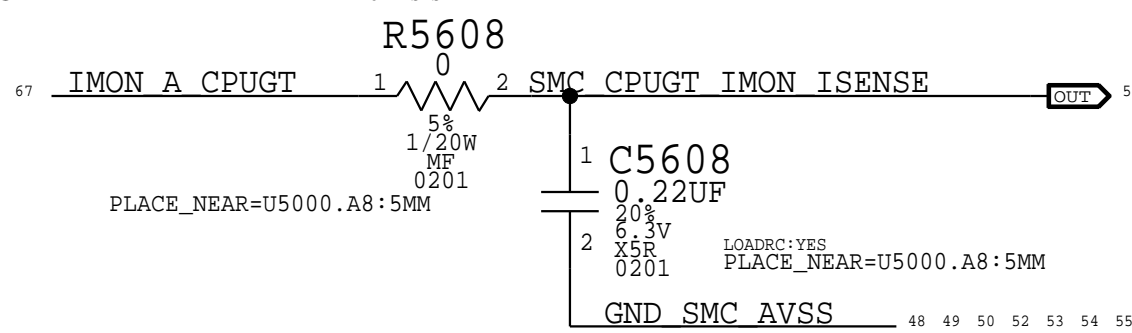 R5608
0
67 IMON_A_CPUGT 1 2 SMC_CPUGT_IMON_ISENSE OUT 5
5%
1/20W
MF
0201
PLACE_NEAR=U5000.A8:5MM
1 C5608
0.22UF
20%
6.3V
2 X5R
0201
LOADRC:YES
PLACE_NEAR=U5000.A8:5MM
GND_SMC_AVSS 48 49 50 52 53 54 55